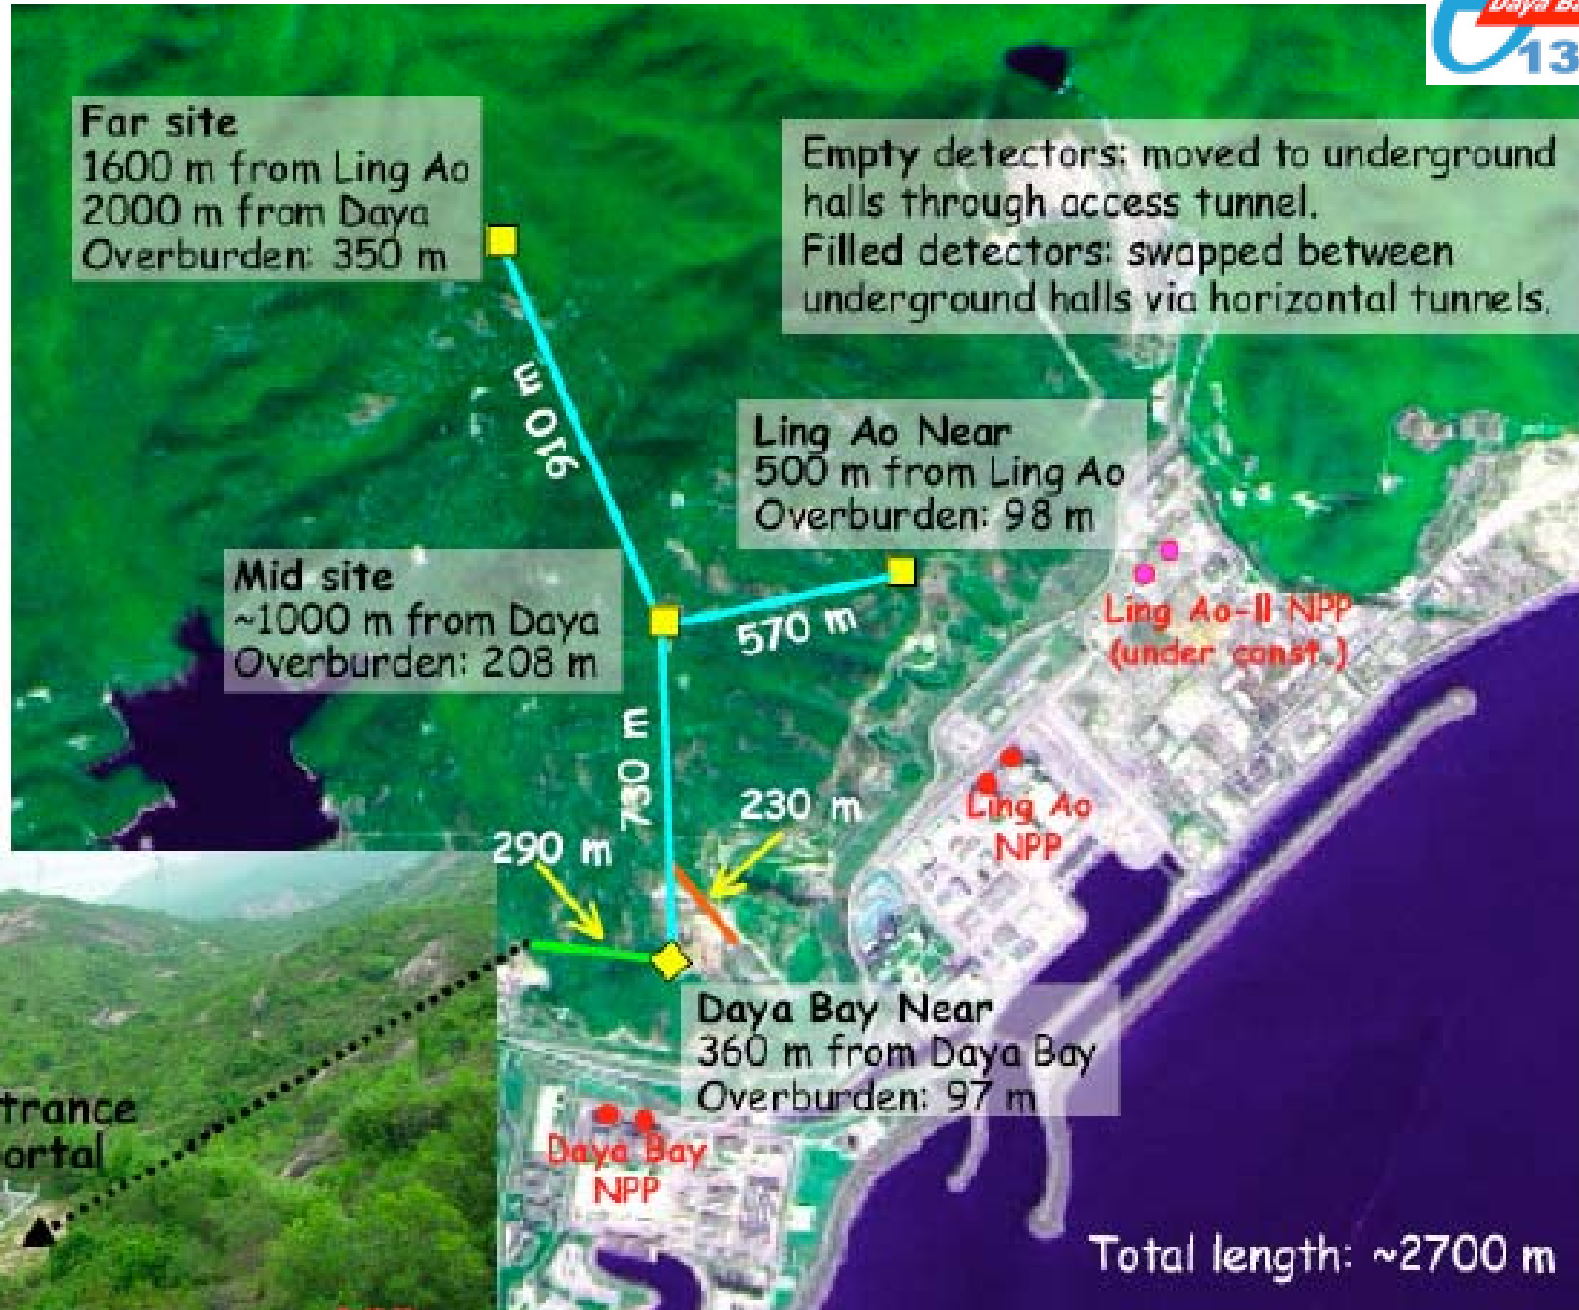 Daya Ba
13
Far site
1600 m from Ling Ao
2000 m from Daya
Overburden: 350 m
Empty detectors: moved to underground
halls through access tunnel.
Filled detectors: swapped between
underground halls via horizontal tunnels.
910 m
Ling Ao Near
500 m from Ling Ao
Overburden: 98 m
Mid site
~1000 m from Daya
Overburden: 208 m
570 m
Ling Ao-II NPP
(under const.)
730 m
230 m
290 m
Ling Ao
NPP
Daya Bay Near
360 m from Daya Bay
Overburden: 97 m
trance
ortal
Daya Bay
NPP
Total length: ~2700 m